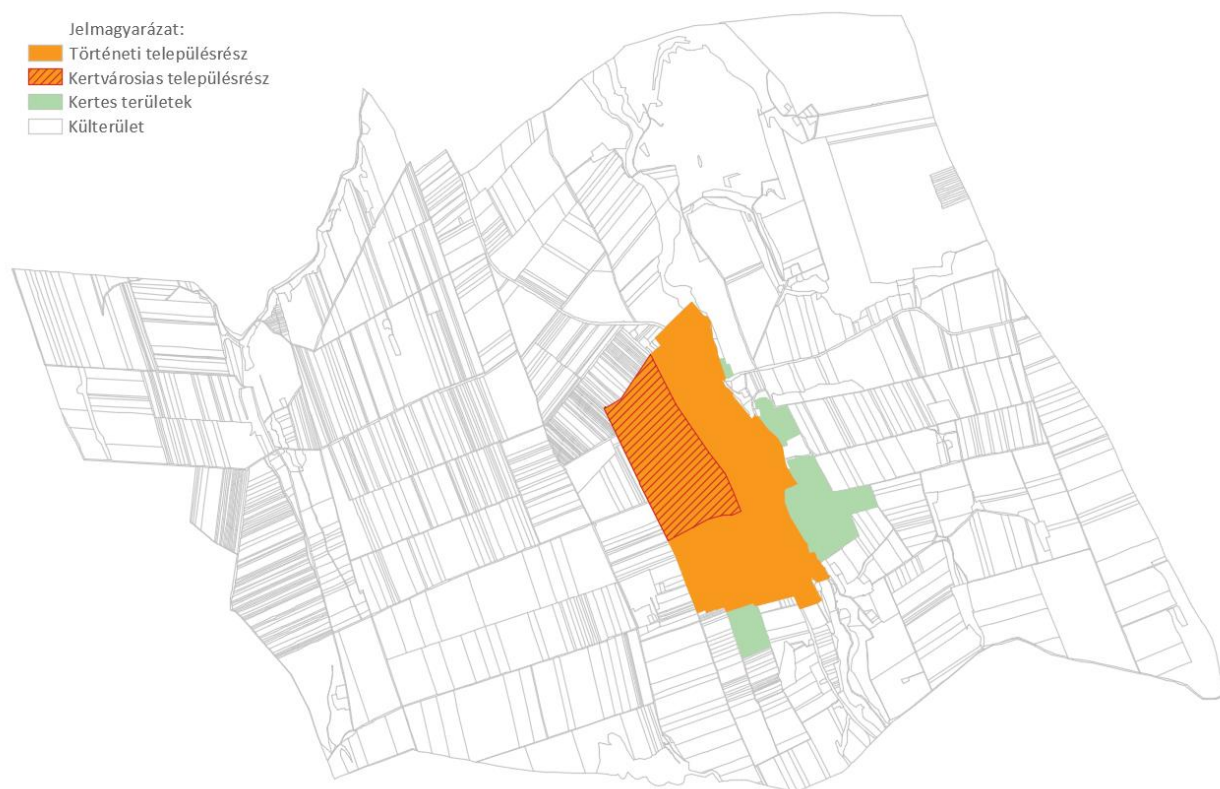 Jelmagyarázat:
Történeti településrész
Kertvárosias településrész
Kertes területek
Külterület